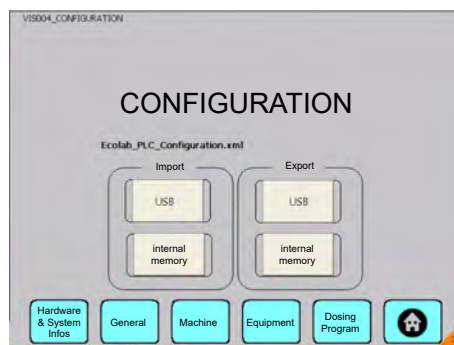 VIS004_CONFIGURATION
CONFIGURATION
Ecolab_PLC_Configuration.xml
Import Export
USB USB
internal internal
memory memory
Hardware
& System
Infos
General
Machine
Equipment
Dosing
Program